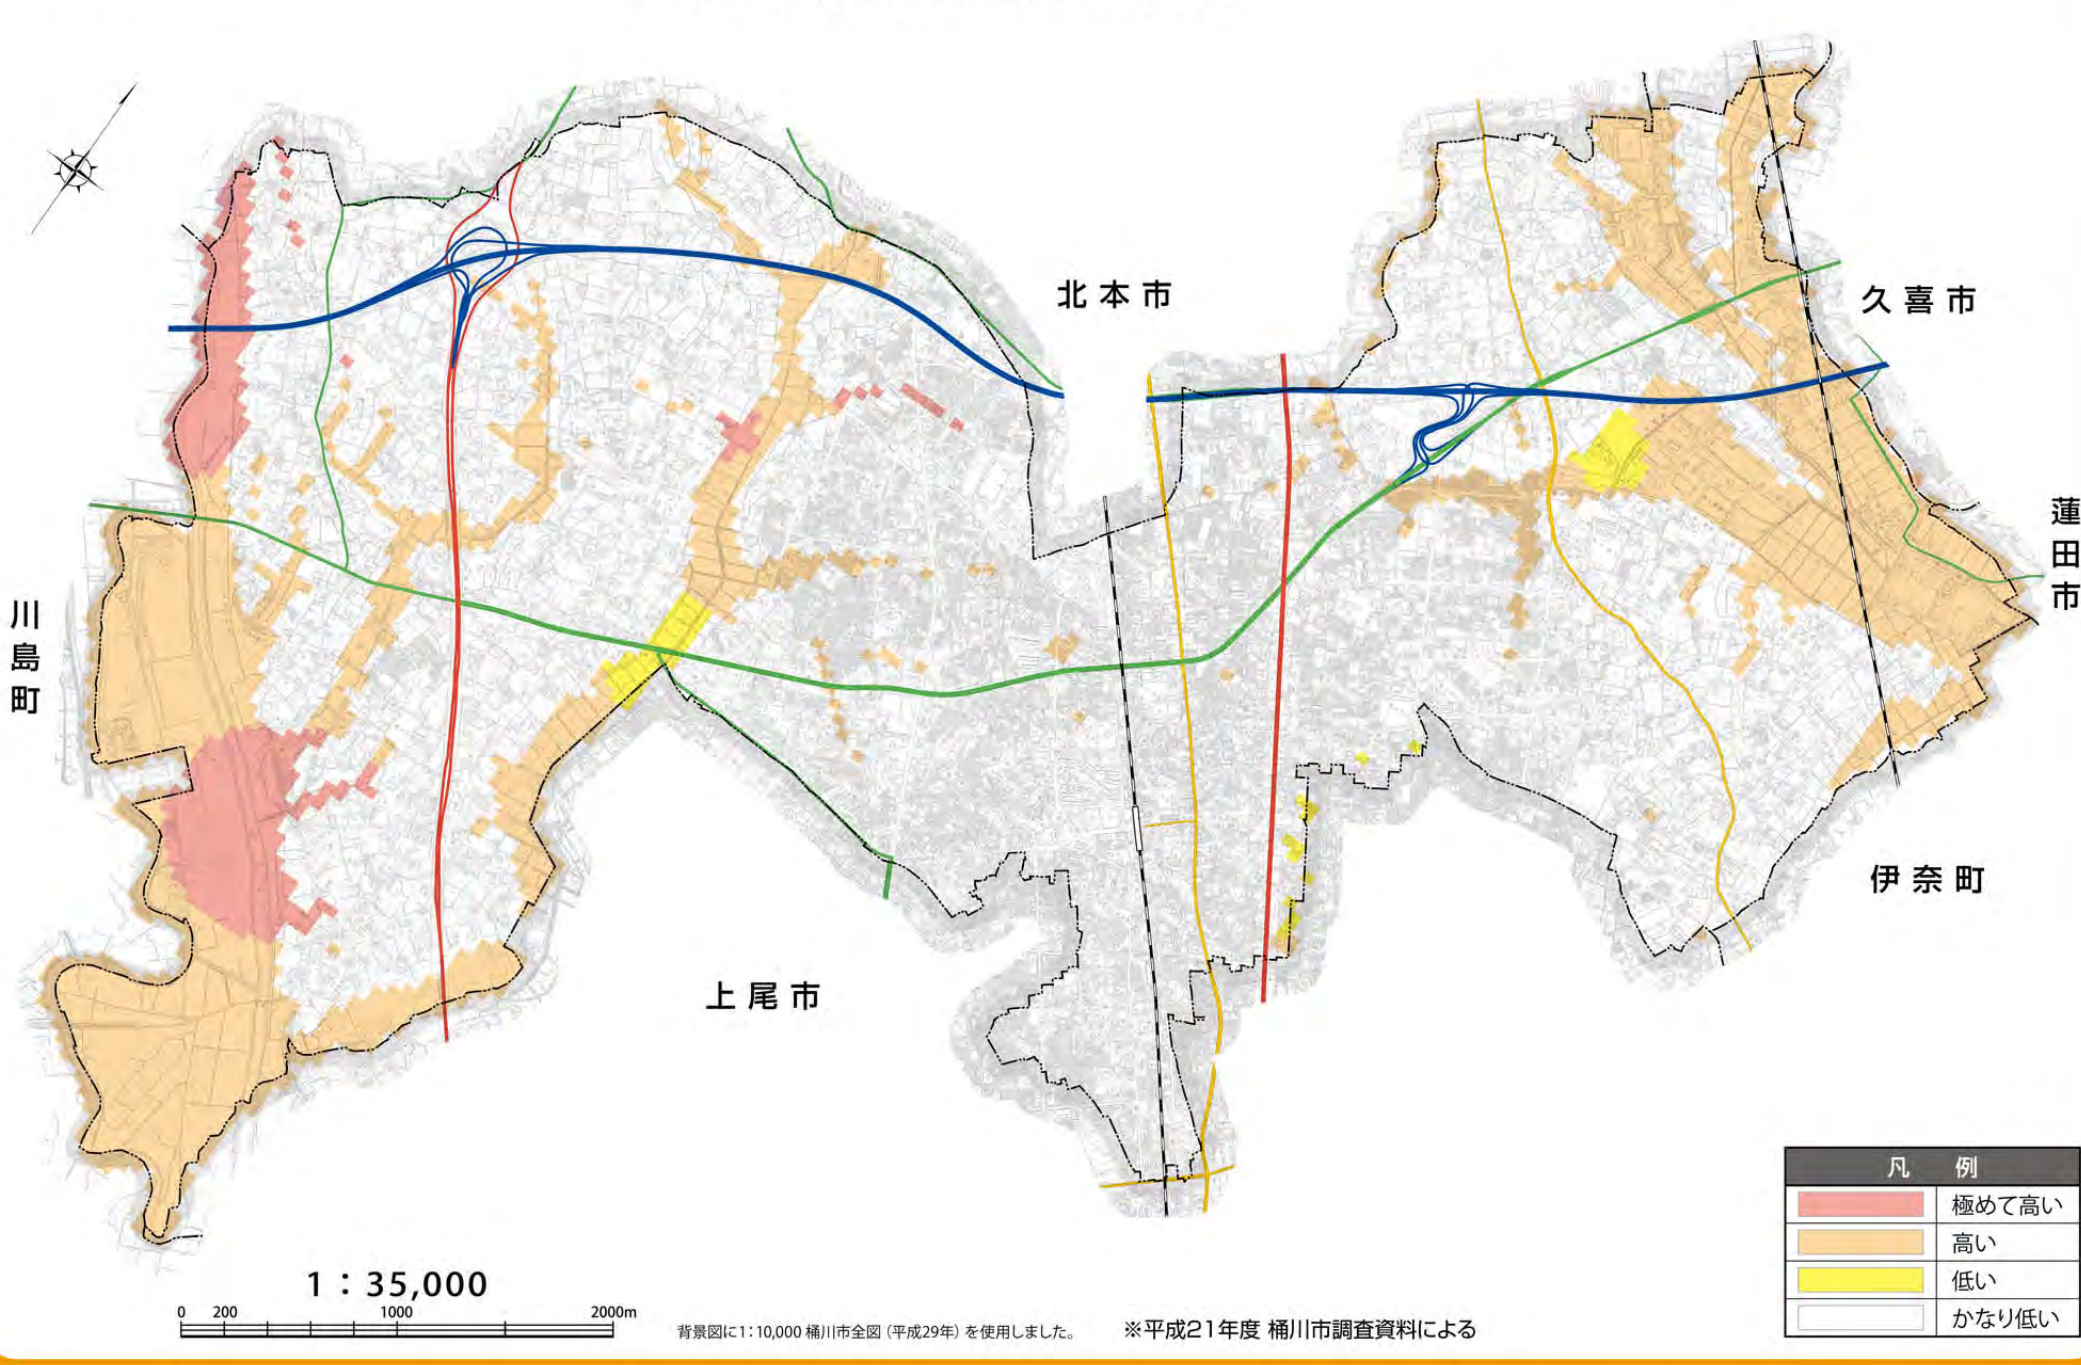 北本市
久喜市
蓮田市
川島町
伊奈町
上尾市
凡 例
極めて高い
高い
低い
かなり低い
1：35,000
0 200 1000 2000m
背景図に1：10,000 桶川市全図（平成29年）を使用しました。
※平成21年度 桶川市調査資料による